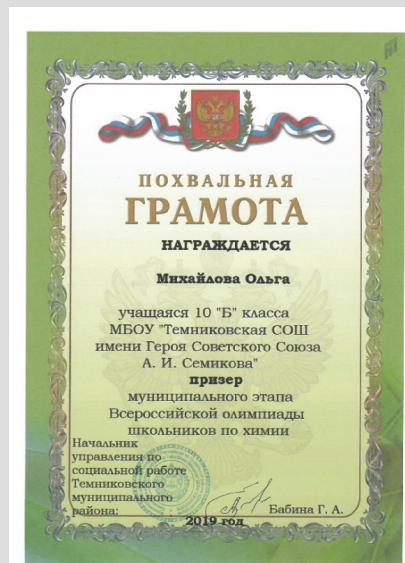 ПОХВАЛЬНАЯ
ГРАМОТА
НАГРАЖДАЕТСЯ
Михайлова Ольга
учащаяся 10 "Б" класса
МБОУ "Темниковская СОШ
имени Героя Советского Союза
А. И. Семикова"
призер
муниципального этапа
Всероссийской олимпиады
школьников по химии
Начальник
управления по
социальной работе
Темниковского
муниципального
района:
Бабина Г. А.
2019 год